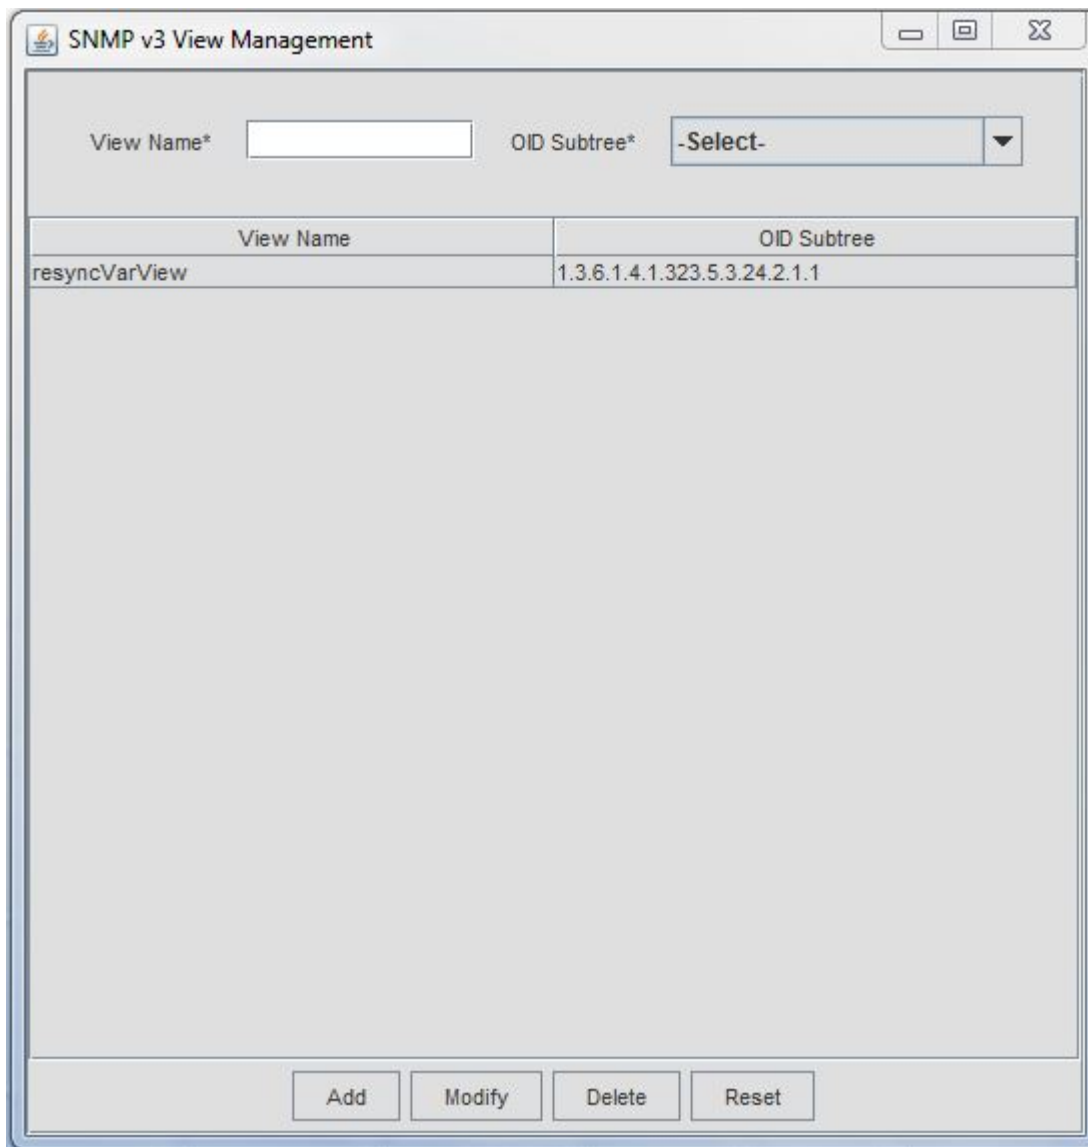 SNMP v3 View Management
View Name* OID Subtree* -Select-
View Name OID Subtree
resyncVarView 1.3.6.1.4.1.323.5.3.24.2.1.1
Add Modify Delete Reset